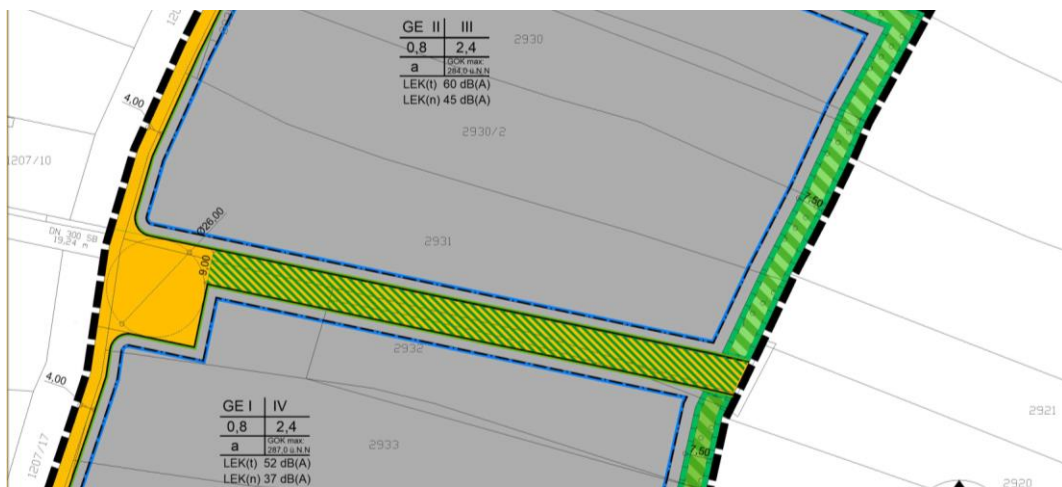 120
GE II III
0,8 2,4
a GOK max:
284,0 ü.N.N
LEK(t) 60 dB(A)
LEK(n) 45 dB(A)
2930
4,00
2930/2
1207/10
7,50
DN 300 SB
19,24 m
Ø26,00
2931
9,00
2932
4,00
GE I IV
0,8 2,4
a GOK max:
287,0 ü.N.N
LEK(t) 52 dB(A)
LEK(n) 37 dB(A)
2933
2921
1207/17
7,50
2920